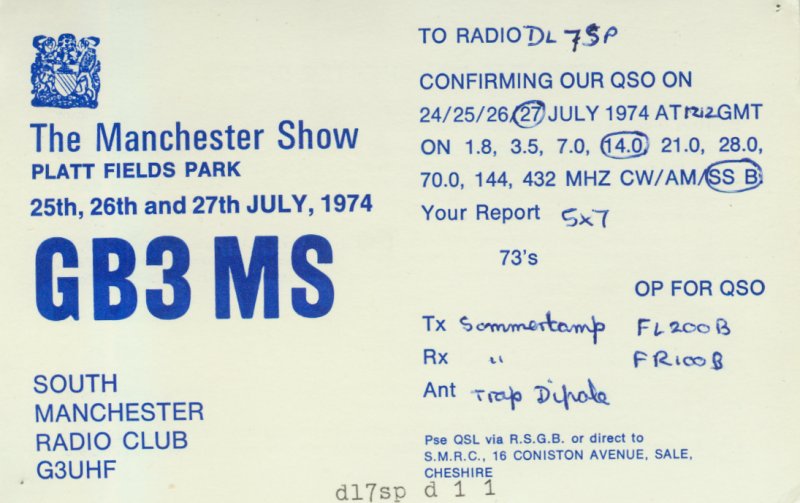 The Manchester Show
PLATT FIELDS PARK
25th, 26th and 27th JULY, 1974
GB3 MS
SOUTH
MANCHESTER
RADIO CLUB
G3UHF
TO RADIO DL7SP
CONFIRMING OUR QSO ON
24/25/26/27 JULY 1974 AT 1212 GMT
ON 1.8, 3.5, 7.0, 14.0, 21.0, 28.0,
70.0, 144, 432 MHZ CW/AM/SS B
Your Report 5x7
73's
OP FOR QSO
Tx Sommerkamp FL200B
Rx " FR100B
Ant Trap Dipole
Pse QSL via R.S.G.B. or direct to
S.M.R.C., 16 CONISTON AVENUE, SALE,
CHESHIRE
dl7sp d 1 1